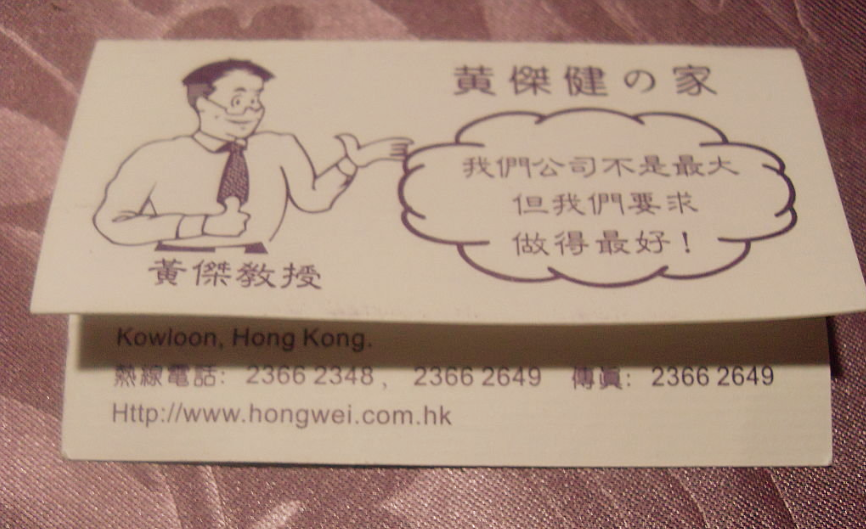 黃傑健の家
我們公司不是最大
但我們要求
做得最好！
黃傑教授
Kowloon, Hong Kong.
熱線電話: 2366 2348 , 2366 2649 傳眞: 2366 2649
Http://www.hongwei.com.hk